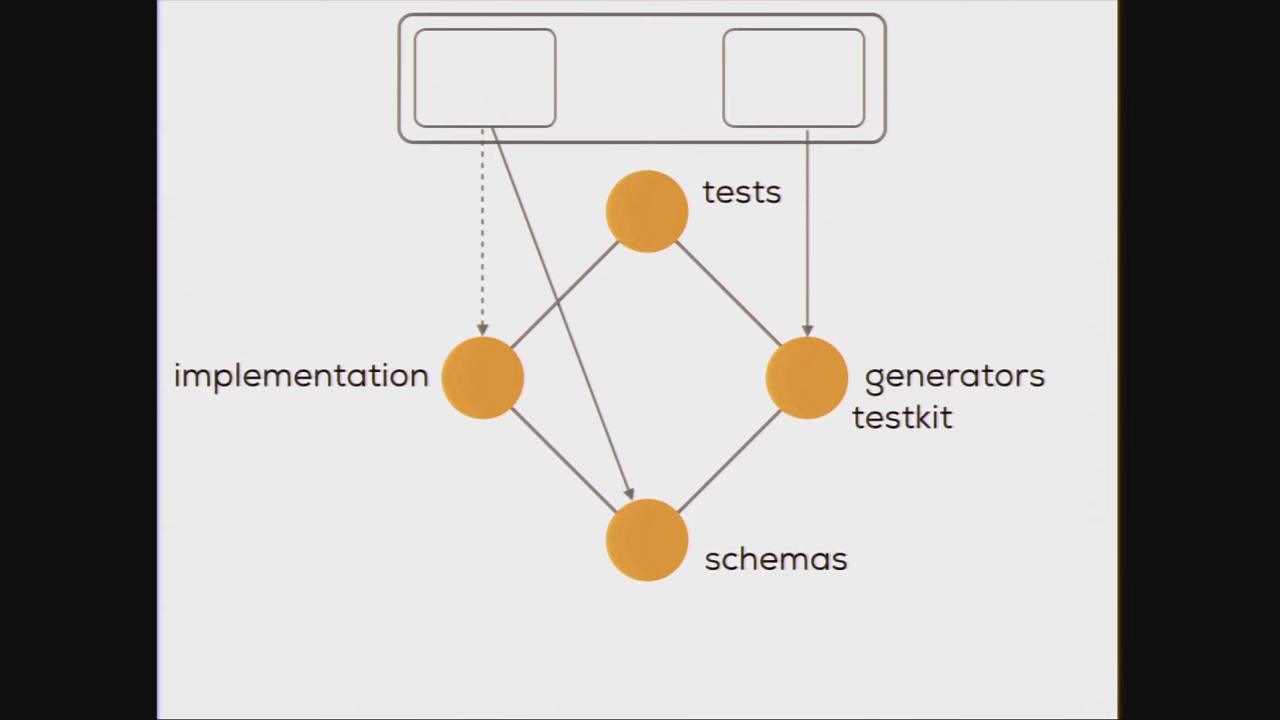 tests
implementation
generators
testkit
schemas